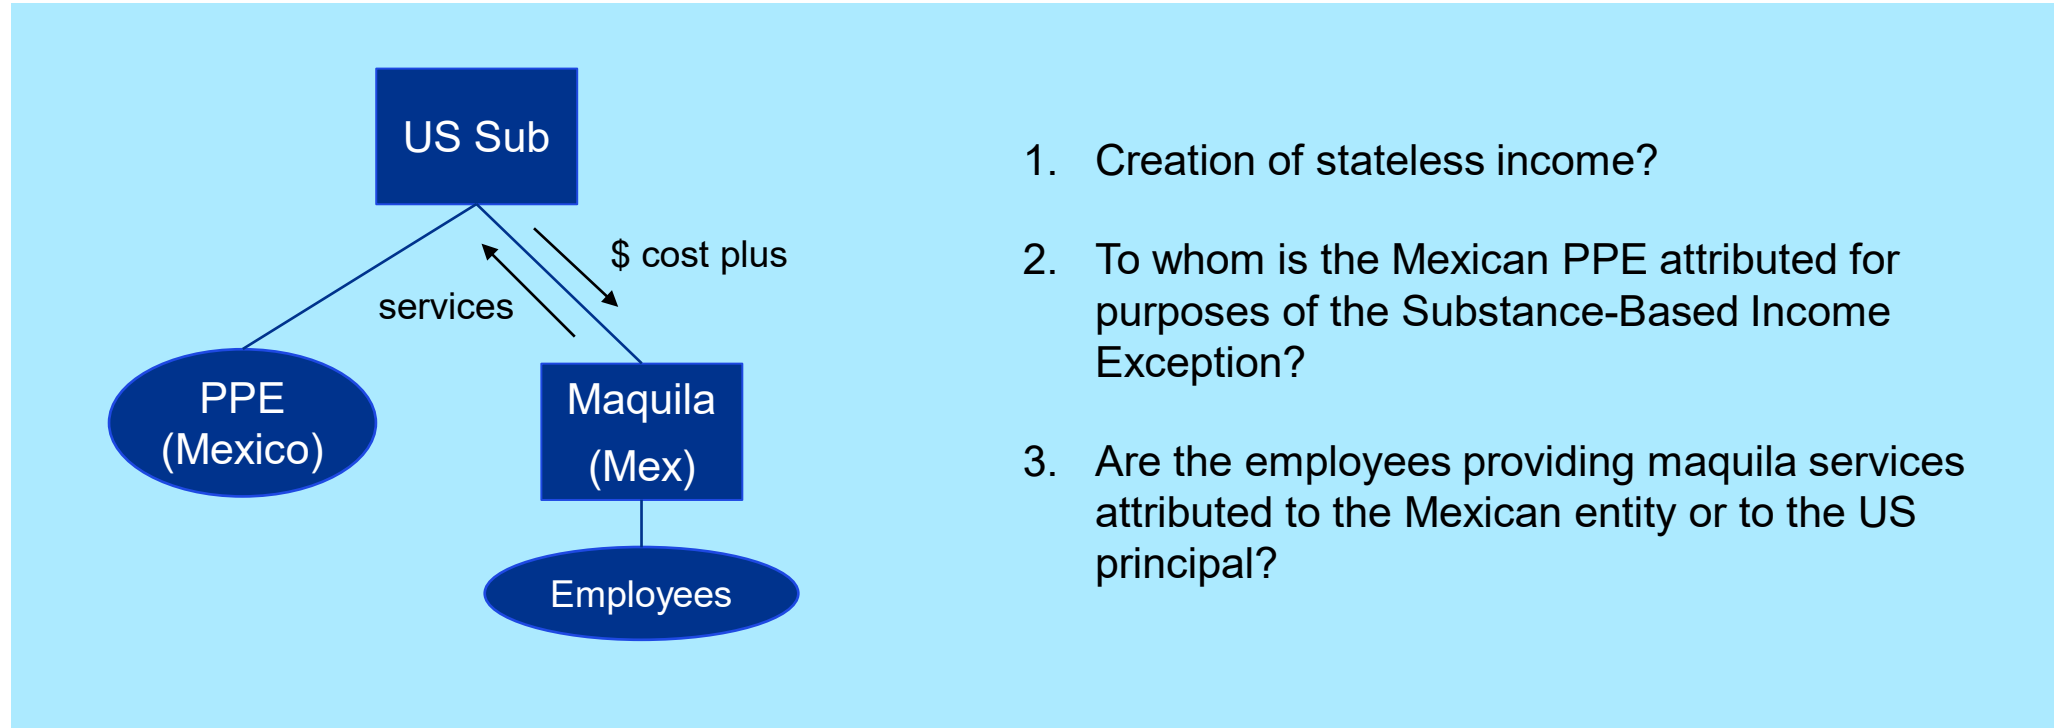 US Sub
$ cost plus
services
PPE
(Mexico)
Maquila
(Mex)
Employees
1. Creation of stateless income?
2. To whom is the Mexican PPE attributed for
purposes of the Substance-Based Income
Exception?
3. Are the employees providing maquila services
attributed to the Mexican entity or to the US
principal?